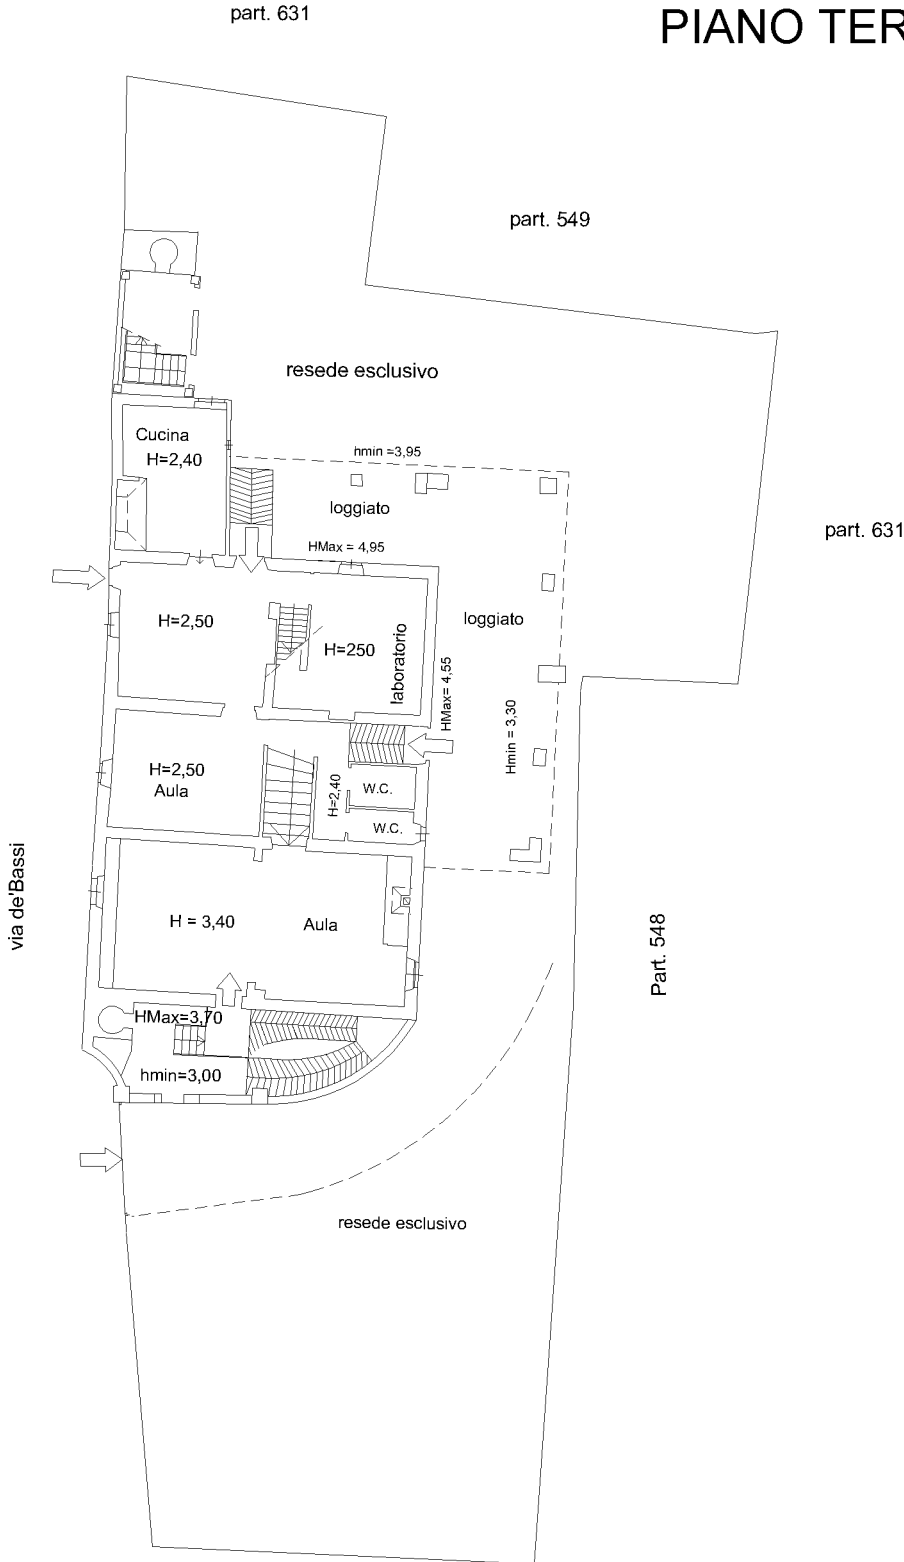 part. 631
PIANO TER
part. 549
resede esclusivo
Cucina
H=2,40
hmin =3,95
loggiato
HMax = 4,95
part. 631
H=2,50
H=250
laboratorio
loggiato
HMax= 4,55
Hmin = 3,30
H=2,50
Aula
H=2,40
W.C.
W.C.
via de'Bassi
H = 3,40
Aula
Part. 548
HMax=3,70
hmin=3,00
resede esclusivo